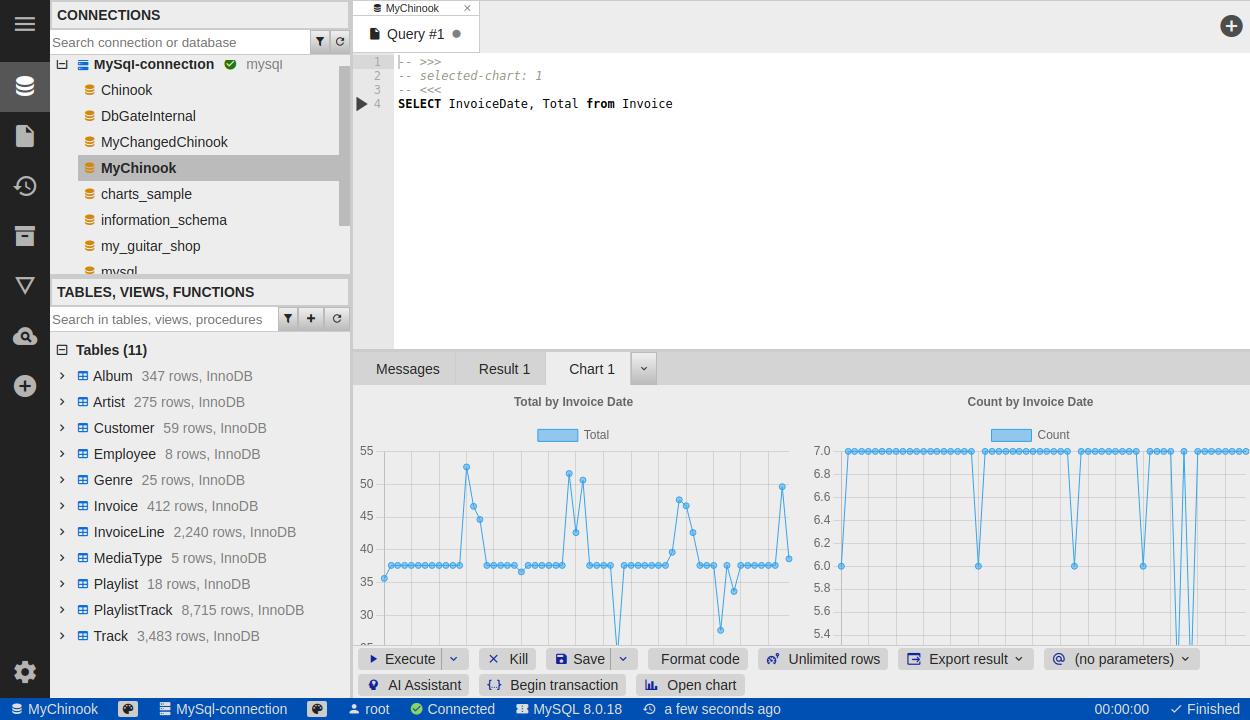 CONNECTIONS
Search connection or database
MySql-connection mysql
Chinook
DbGateInternal
MyChangedChinook
MyChinook
charts_sample
information_schema
my_guitar_shop
mysql
TABLES, VIEWS, FUNCTIONS
Search in tables, views, procedures
Tables (11)
Album 347 rows, InnoDB
Artist 275 rows, InnoDB
Customer 59 rows, InnoDB
Employee 8 rows, InnoDB
Genre 25 rows, InnoDB
Invoice 412 rows, InnoDB
InvoiceLine 2,240 rows, InnoDB
MediaType 5 rows, InnoDB
Playlist 18 rows, InnoDB
PlaylistTrack 8,715 rows, InnoDB
Track 3,483 rows, InnoDB
MyChinook
Query #1
1 -- >>>
2 -- selected-chart: 1
3 -- <<<
4 SELECT InvoiceDate, Total from Invoice
Messages Result 1 Chart 1
Total by Invoice Date
Total
55
50
45
40
35
30
25
Count by Invoice Date
Count
7.0
6.8
6.6
6.4
6.2
6.0
5.8
5.6
5.4
Execute Kill Save Format code Unlimited rows Export result (no parameters)
AI Assistant Begin transaction Open chart
MyChinook MySql-connection root Connected MySQL 8.0.18 a few seconds ago 00:00:00 Finished